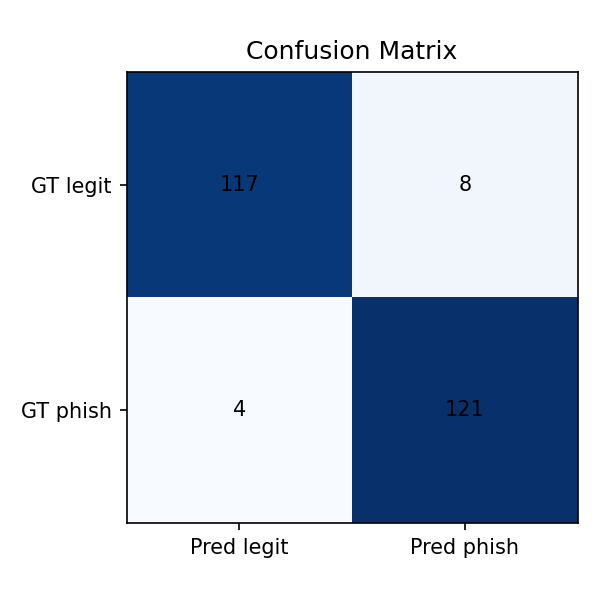 Confusion Matrix
GT legit
117
8
GT phish
4
121
Pred legit
Pred phish